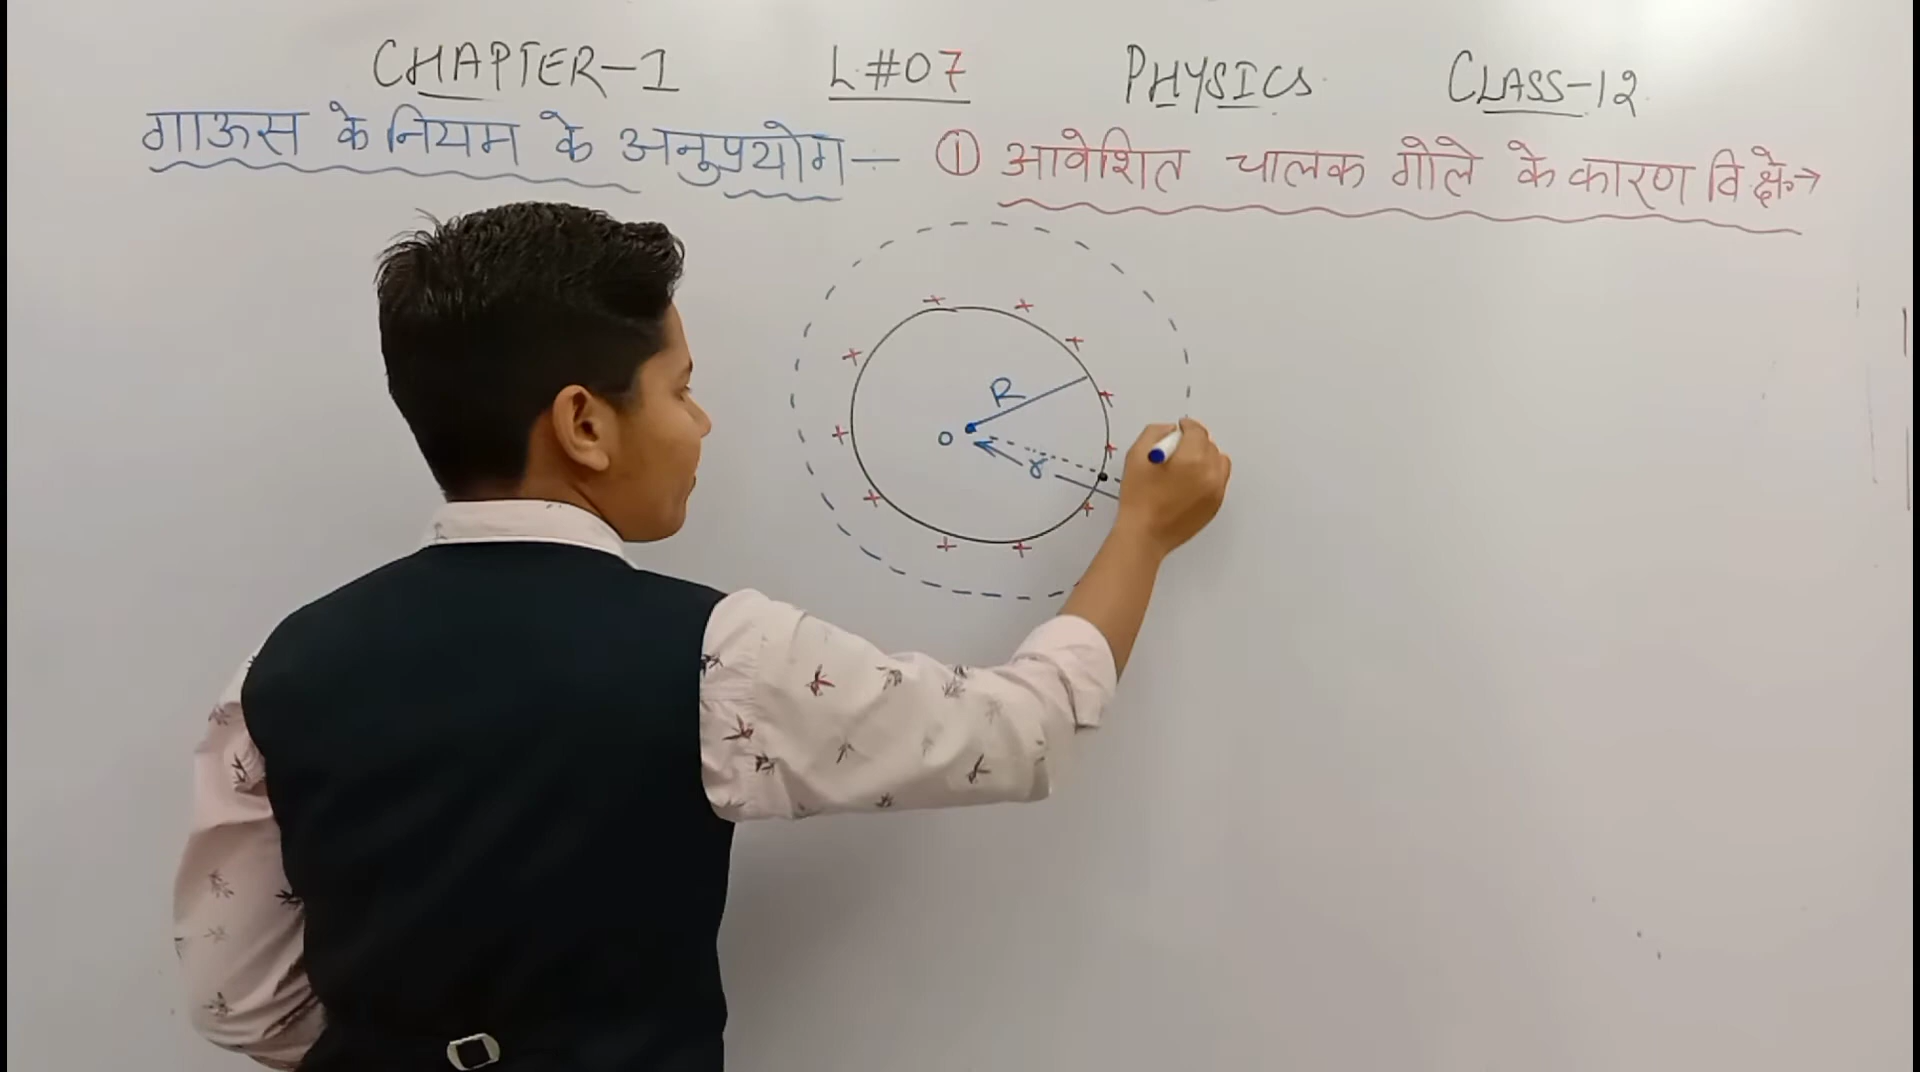 CHAPTER-1 L#07 PHYSICS CLASS-12
गाऊस के नियम के अनुप्रयोग - ① आवेशित चालक गोले के कारण वि क्षे→
R
O
r